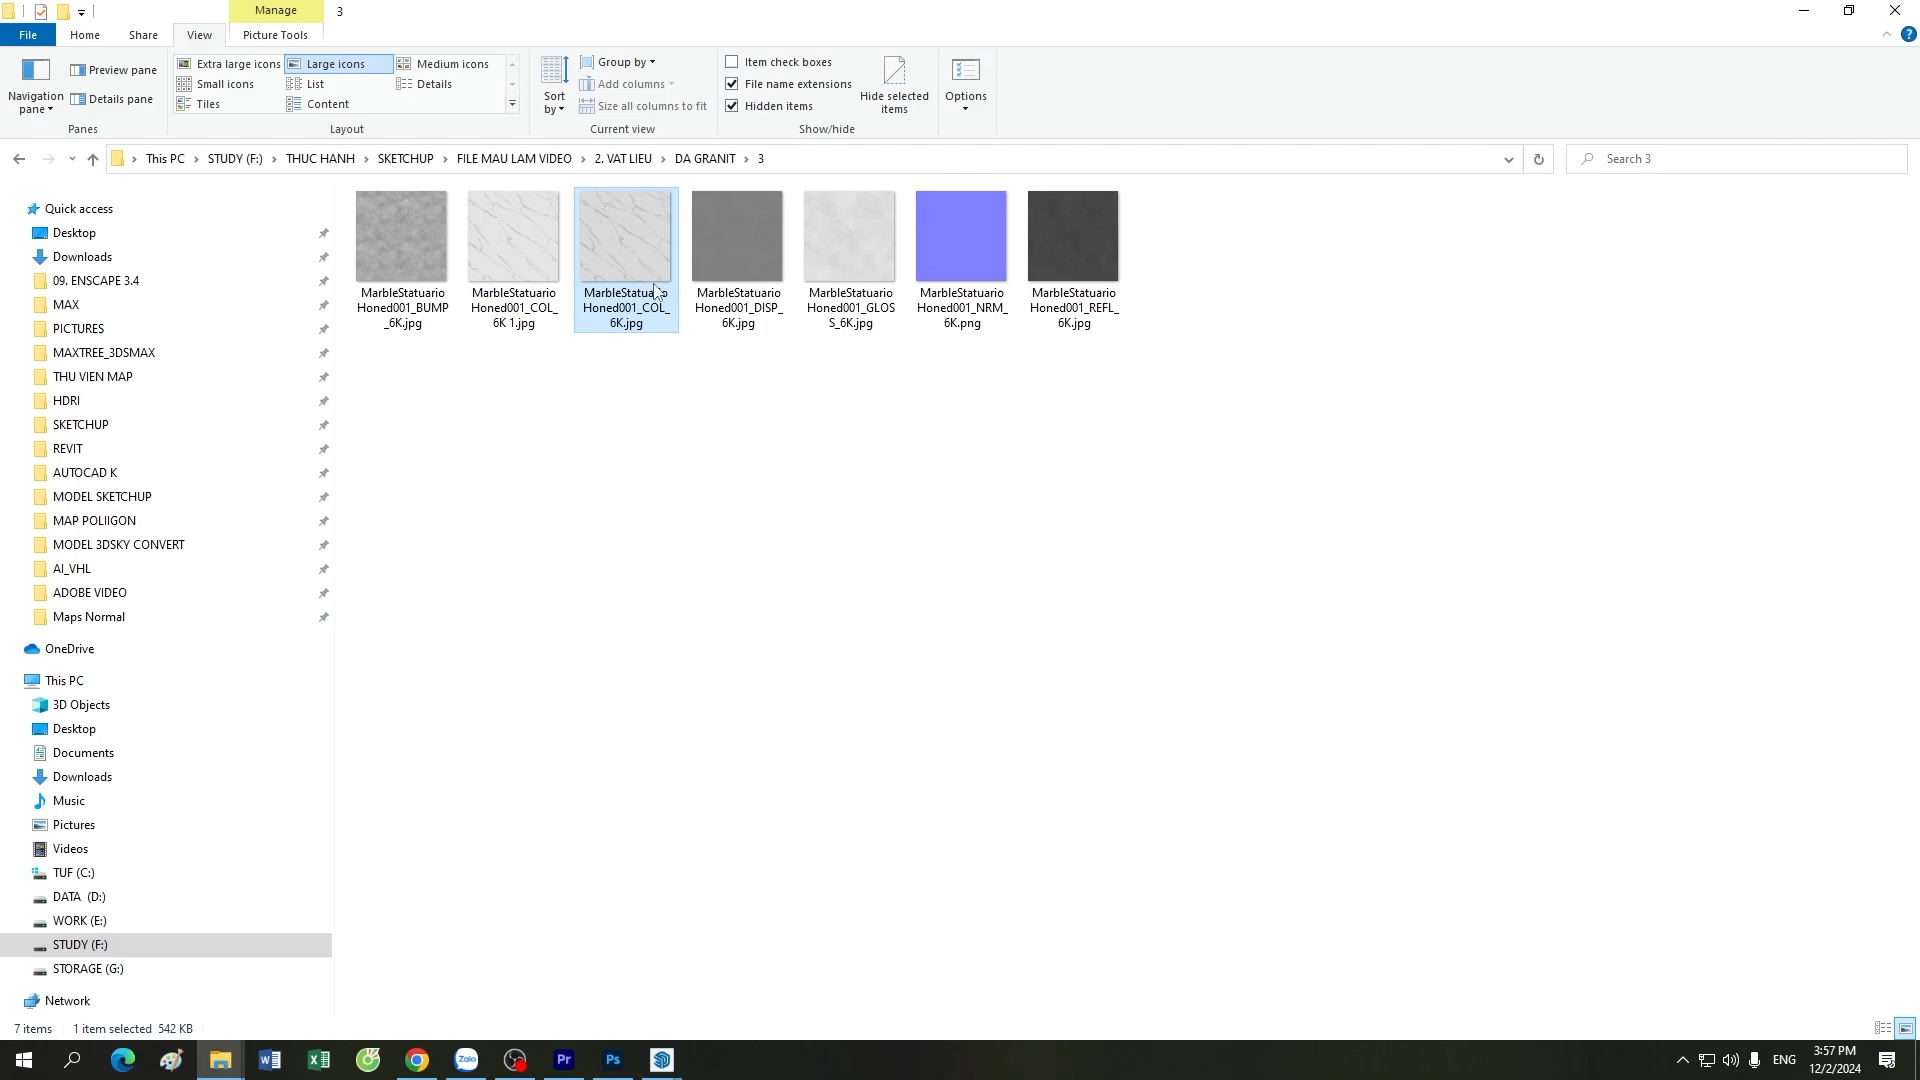 Manage
3
File
Home
Share
View
Picture Tools
Navigation pane
Preview pane
Details pane
Panes
Extra large icons
Large icons
Medium icons
Small icons
List
Details
Tiles
Content
Layout
Sort by
Group by
Add columns
Size all columns to fit
Current view
Item check boxes
File name extensions
Hidden items
Hide selected items
Show/hide
Options
This PC
STUDY (F:)
THUC HANH
SKETCHUP
FILE MAU LAM VIDEO
2. VAT LIEU
DA GRANIT
3
Search 3
Quick access
Desktop
Downloads
09. ENSCAPE 3.4
MAX
PICTURES
MAXTREE_3DSMAX
THU VIEN MAP
HDRI
SKETCHUP
REVIT
AUTOCAD K
MODEL SKETCHUP
MAP POLIIGON
MODEL 3DSKY CONVERT
AI_VHL
ADOBE VIDEO
Maps Normal
OneDrive
This PC
3D Objects
Desktop
Documents
Downloads
Music
Pictures
Videos
TUF (C:)
DATA (D:)
WORK (E:)
STUDY (F:)
STORAGE (G:)
Network
MarbleStatuario
Honed001_BUMP
_6K.jpg
MarbleStatuario
Honed001_COL_
6K 1.jpg
MarbleStatuario
Honed001_COL_
6K.jpg
MarbleStatuario
Honed001_DISP_
6K.jpg
MarbleStatuario
Honed001_GLOS
S_6K.jpg
MarbleStatuario
Honed001_NRM_
6K.png
MarbleStatuario
Honed001_REFL_
6K.jpg
7 items
1 item selected 542 KB
Zalo
Pr
Ps
ENG
3:57 PM
12/2/2024